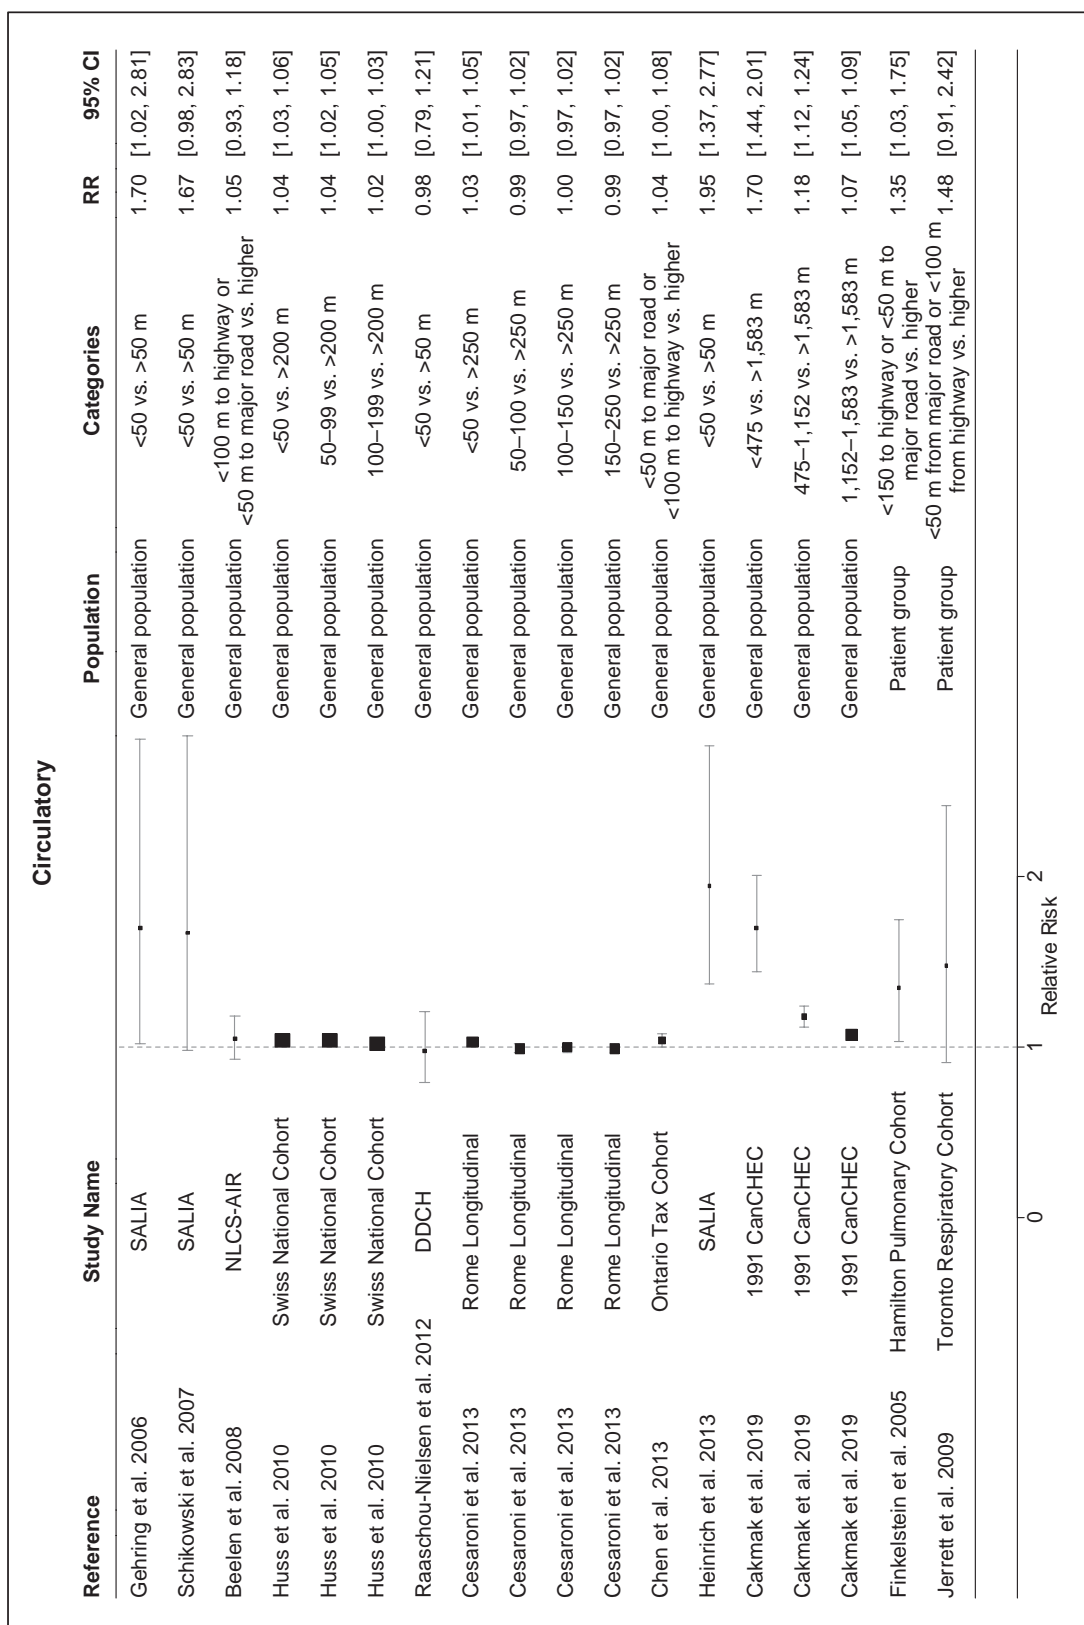 Circulatory
Reference Study Name Population Categories RR 95% CI
Gehring et al. 2006 SALIA General population <50 vs. >50 m 1.70 [1.02, 2.81]
Schikowski et al. 2007 SALIA General population <50 vs. >50 m 1.67 [0.98, 2.83]
Beelen et al. 2008 NLCS-AIR General population <100 m to highway or
<50 m to major road vs. higher 1.05 [0.93, 1.18]
Huss et al. 2010 Swiss National Cohort General population <50 vs. >200 m 1.04 [1.03, 1.06]
Huss et al. 2010 Swiss National Cohort General population 50–99 vs. >200 m 1.04 [1.02, 1.05]
Huss et al. 2010 Swiss National Cohort General population 100–199 vs. >200 m 1.02 [1.00, 1.03]
Raaschou-Nielsen et al. 2012 DDCH General population <50 vs. >50 m 0.98 [0.79, 1.21]
Cesaroni et al. 2013 Rome Longitudinal General population <50 vs. >250 m 1.03 [1.01, 1.05]
Cesaroni et al. 2013 Rome Longitudinal General population 50–100 vs. >250 m 0.99 [0.97, 1.02]
Cesaroni et al. 2013 Rome Longitudinal General population 100–150 vs. >250 m 1.00 [0.97, 1.02]
Cesaroni et al. 2013 Rome Longitudinal General population 150–250 vs. >250 m 0.99 [0.97, 1.02]
Chen et al. 2013 Ontario Tax Cohort General population <50 m to major road or
<100 m to highway vs. higher 1.04 [1.00, 1.08]
Heinrich et al. 2013 SALIA General population <50 vs. >50 m 1.95 [1.37, 2.77]
Cakmak et al. 2019 1991 CanCHEC General population <475 vs. >1,583 m 1.70 [1.44, 2.01]
Cakmak et al. 2019 1991 CanCHEC General population 475–1,152 vs. >1,583 m 1.18 [1.12, 1.24]
Cakmak et al. 2019 1991 CanCHEC General population 1,152–1,583 vs. >1,583 m 1.07 [1.05, 1.09]
Finkelstein et al. 2005 Hamilton Pulmonary Cohort Patient group <150 to highway or <50 m to
major road vs. higher 1.35 [1.03, 1.75]
Jerrett et al. 2009 Toronto Respiratory Cohort Patient group <50 m from major road or <100 m
from highway vs. higher 1.48 [0.91, 2.42]
0 1 2
Relative Risk